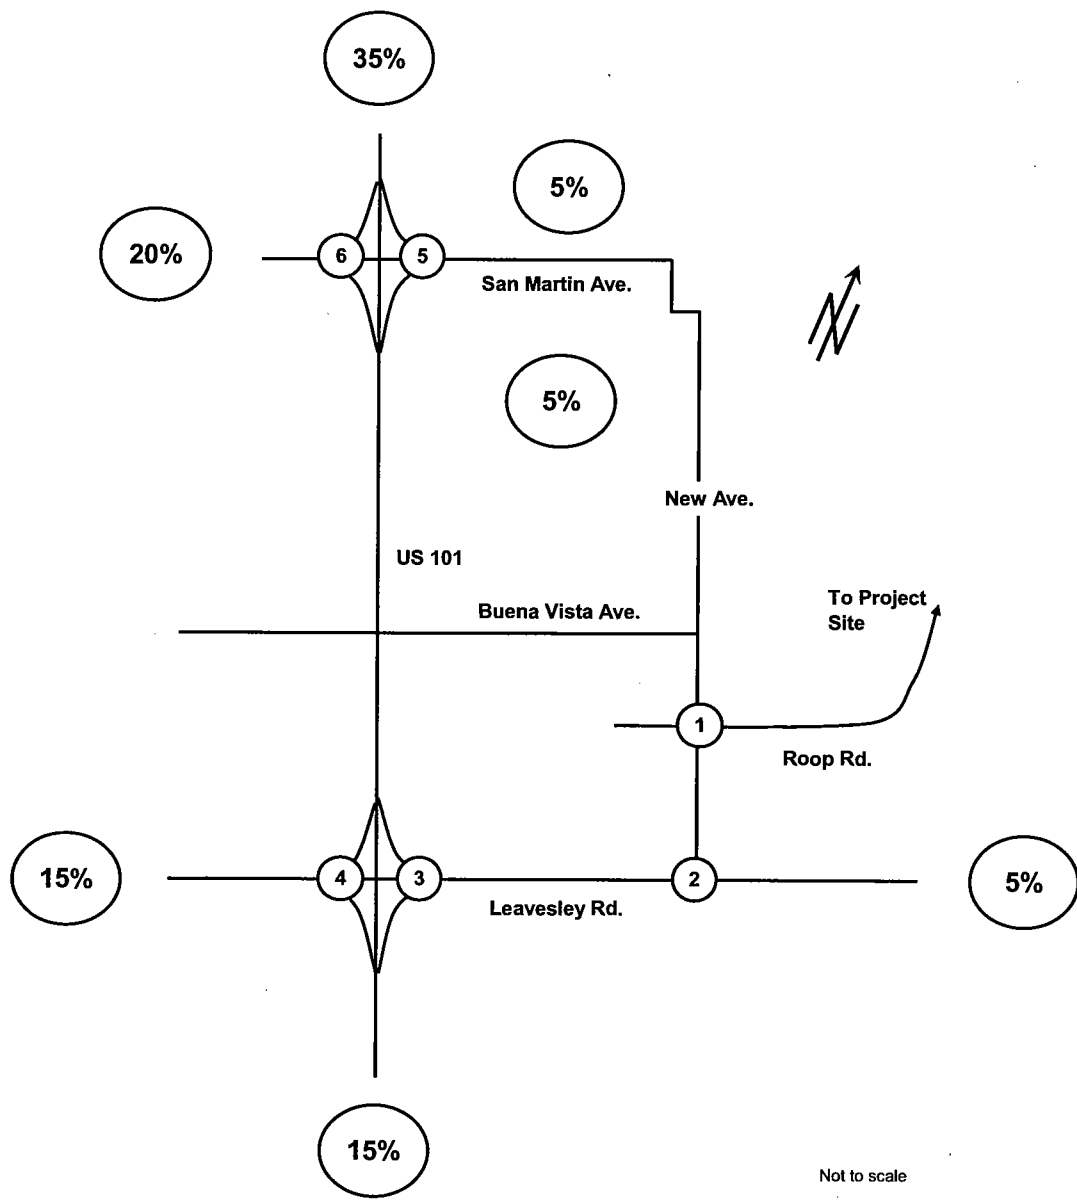 35%
5%
20%
6
5
San Martin Ave.
5%
New Ave.
US 101
Buena Vista Ave.
To Project
Site
1
Roop Rd.
15%
4
3
2
5%
Leavesley Rd.
15%
Not to scale